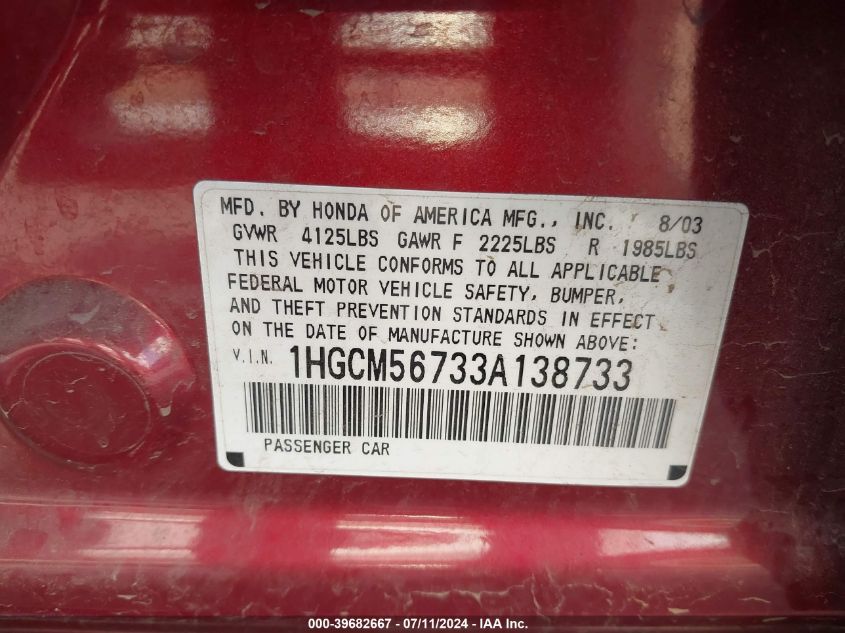 MFD. BY HONDA OF AMERICA MFG., INC. 8/03
GVWR 4125LBS GAWR F 2225LBS R 1985LBS
THIS VEHICLE CONFORMS TO ALL APPLICABLE
FEDERAL MOTOR VEHICLE SAFETY, BUMPER,
AND THEFT PREVENTION STANDARDS IN EFFECT
ON THE DATE OF MANUFACTURE SHOWN ABOVE:
V.I.N. 1HGCM56733A138733
PASSENGER CAR
000-39682667 - 07/11/2024 - IAA Inc.